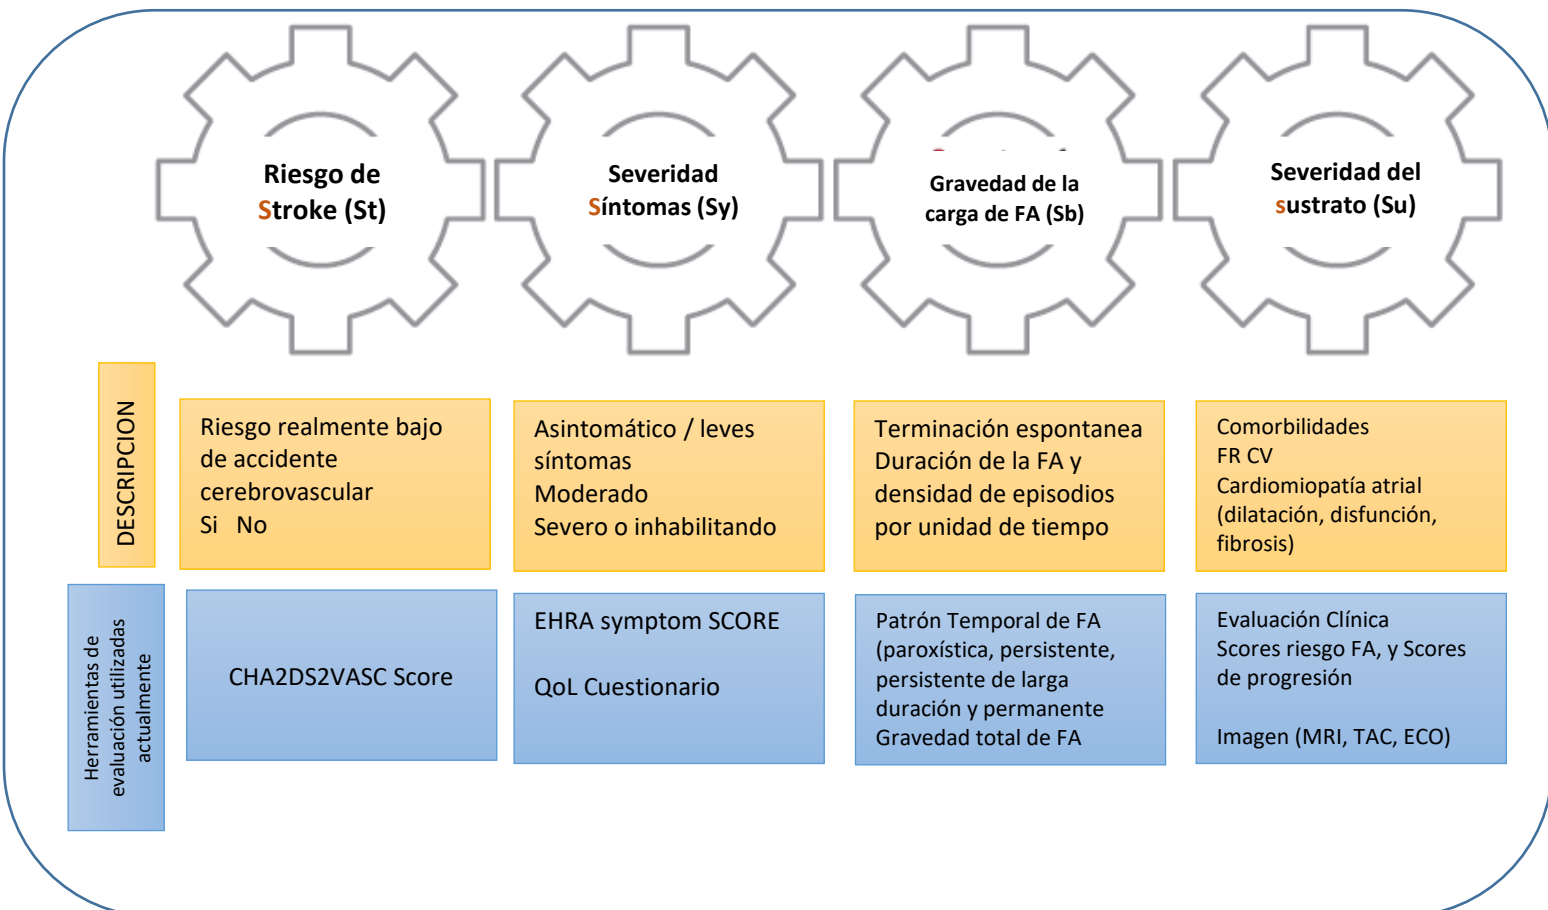 Riesgo de
Stroke (St)
Severidad
Síntomas (Sy)
Gravedad de la
carga de FA (Sb)
Severidad del
sustrato (Su)
DESCRIPCION
Riesgo realmente bajo
de accidente
cerebrovascular
Si No
Asintomático / leves
síntomas
Moderado
Severo o inhabilitando
Terminación espontanea
Duración de la FA y
densidad de episodios
por unidad de tiempo
Comorbilidades
FR CV
Cardiomiopatía atrial
(dilatación, disfunción,
fibrosis)
Herramientas de
evaluación utilizadas
actualmente
CHA2DS2VASC Score
EHRA symptom SCORE
QoL Cuestionario
Patrón Temporal de FA
(paroxística, persistente,
persistente de larga
duración y permanente
Gravedad total de FA
Evaluación Clínica
Scores riesgo FA, y Scores
de progresión
Imagen (MRI, TAC, ECO)